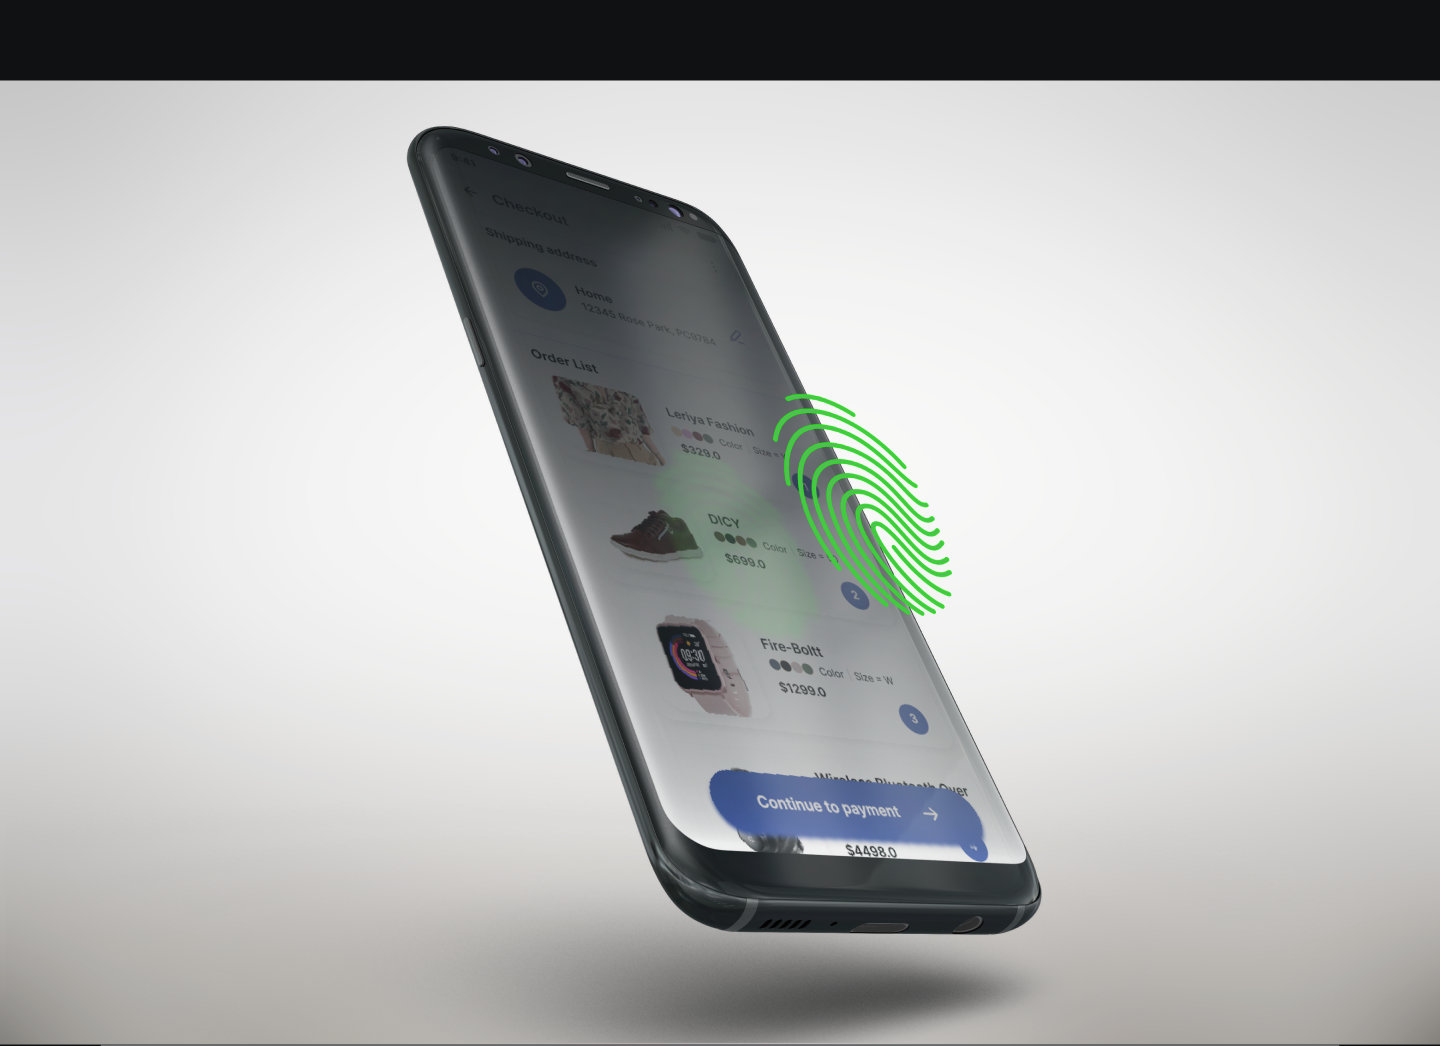 9:41
Checkout
Shipping address
Home
12345 Rose Park, PC3764
Order List
Leriya Fashion
Color Size =
$329.0
DICY
Color Size =
$699.0
2
09:30
Fire-Boltt
Color Size = W
$1299.0
3
Wireless Bluetooth Over
Continue to payment
$4498.0